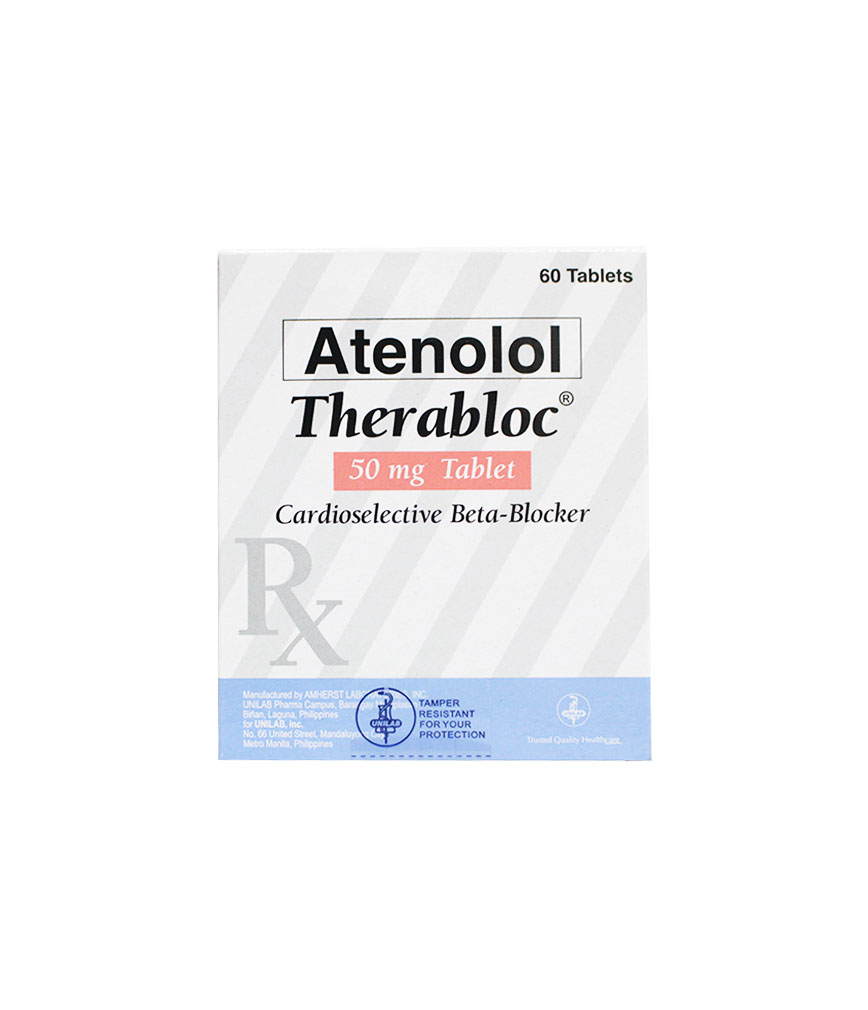 60 Tablets
Atenolol
Therabloc®
50 mg Tablet
Cardioselective Beta-Blocker
Rx
Manufactured by AMHERST INC.
UNILAB Pharma Campus,
Biñan, Laguna, Philippines
for UNILAB, Inc.
No. 66 United Street,
Metro Manila, Philippines
UNILAB
TAMPER
RESISTANT
FOR YOUR
PROTECTION
UNILAB
Trusted Quality Healthcare